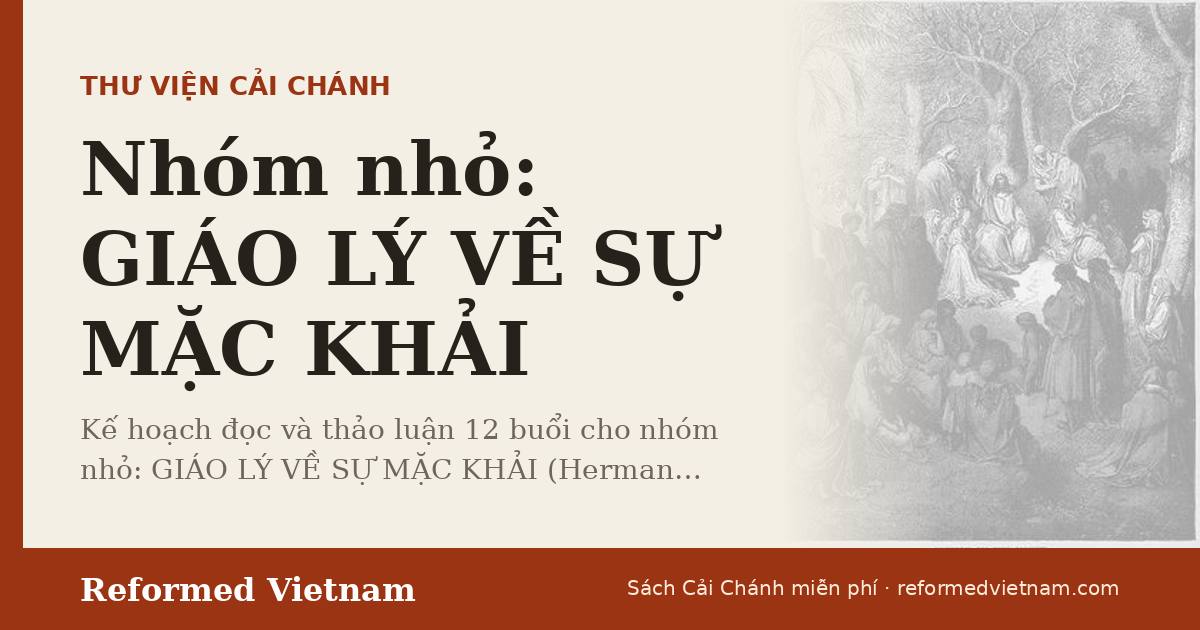 THƯ VIỆN CẢI CHÁNH
Nhóm nhỏ:
GIÁO LÝ VỀ SỰ
MẶC KHẢI
Kế hoạch đọc và thảo luận 12 buổi cho nhóm
nhỏ: GIÁO LÝ VỀ SỰ MẶC KHẢI (Herman…
Reformed Vietnam
Sách Cải Chánh miễn phí · reformedvietnam.com